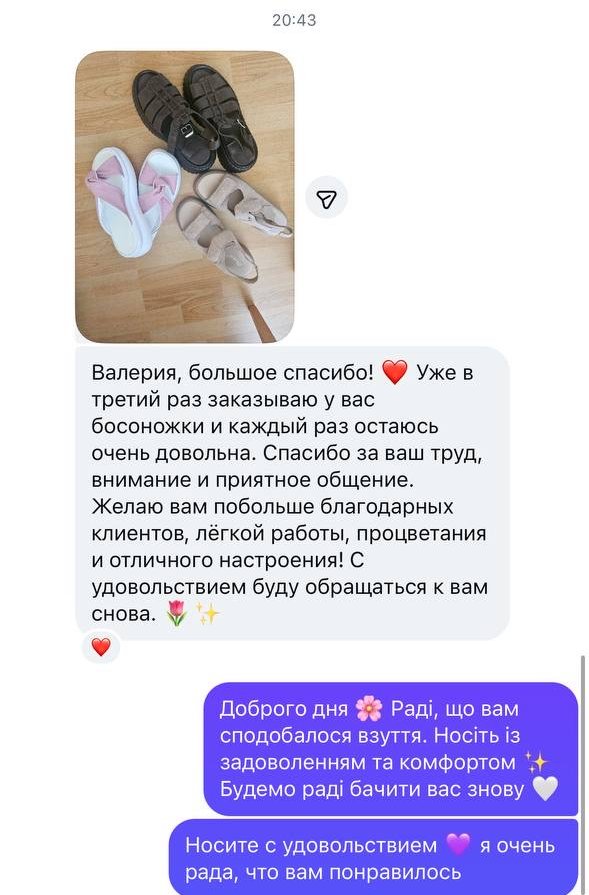 20:43
Валерия, большое спасибо! ❤️ Уже в
третий раз заказываю у вас
босоножки и каждый раз остаюсь
очень довольна. Спасибо за ваш труд,
внимание и приятное общение.
Желаю вам побольше благодарных
клиентов, лёгкой работы, процветания
и отличного настроения! С
удовольствием буду обращаться к вам
снова. 🌷✨
❤️
Доброго дня 🌸 Раді, що вам
сподобалося взуття. Носіть із
задоволенням та комфортом ✨
Будемо раді бачити вас знову 🤍
Носите с удовольствием 💜 я очень
рада, что вам понравилось